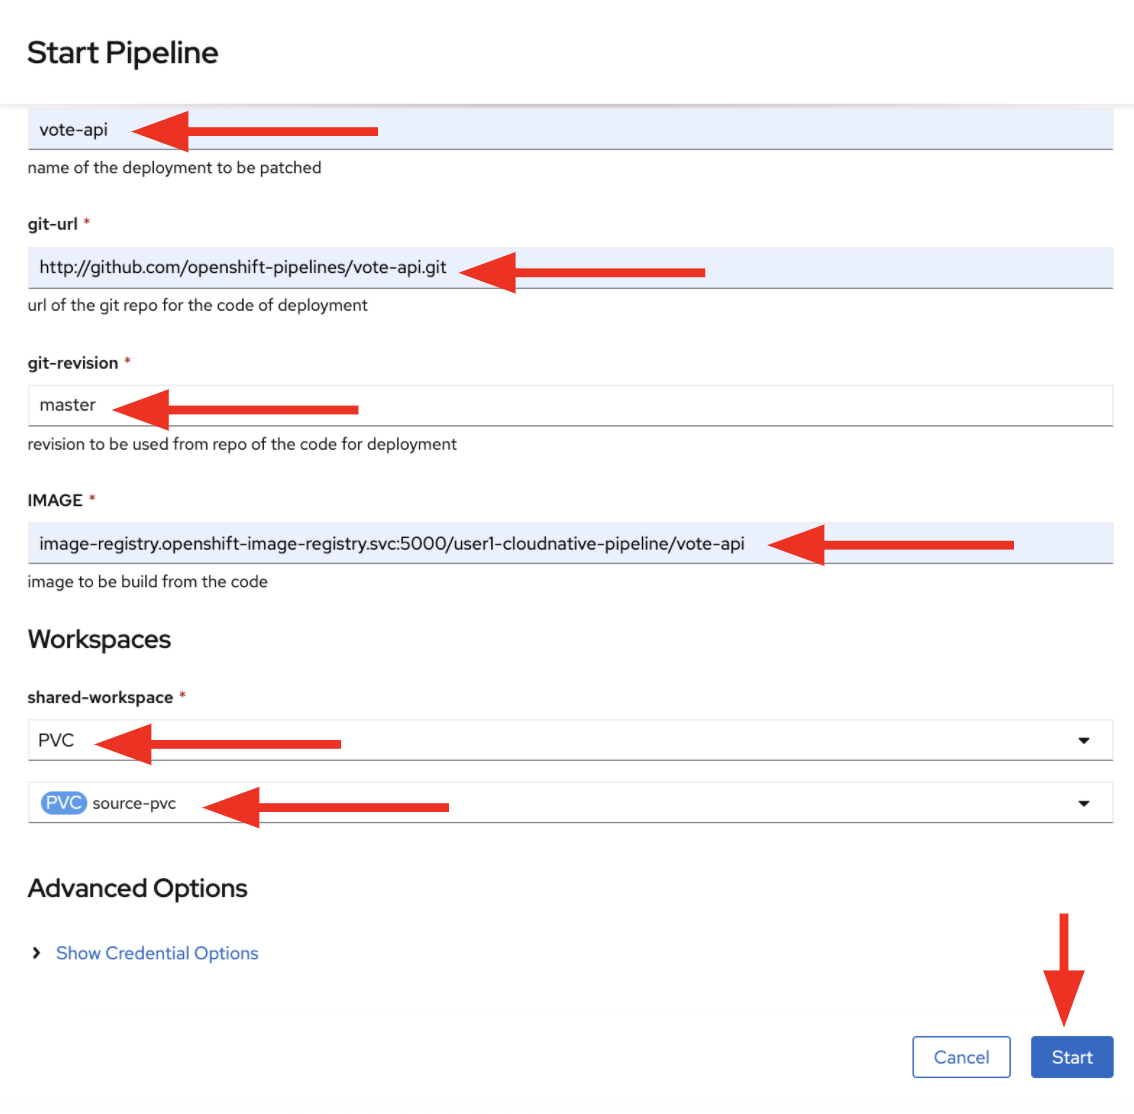 Start Pipeline
vote-api
name of the deployment to be patched
git-url *
http://github.com/openshift-pipelines/vote-api.git
url of the git repo for the code of deployment
git-revision *
master
revision to be used from repo of the code for deployment
IMAGE *
image-registry.openshift-image-registry.svc:5000/user1-cloudnative-pipeline/vote-api
image to be build from the code
Workspaces
shared-workspace *
PVC
PVC source-pvc
Advanced Options
Show Credential Options
Cancel Start